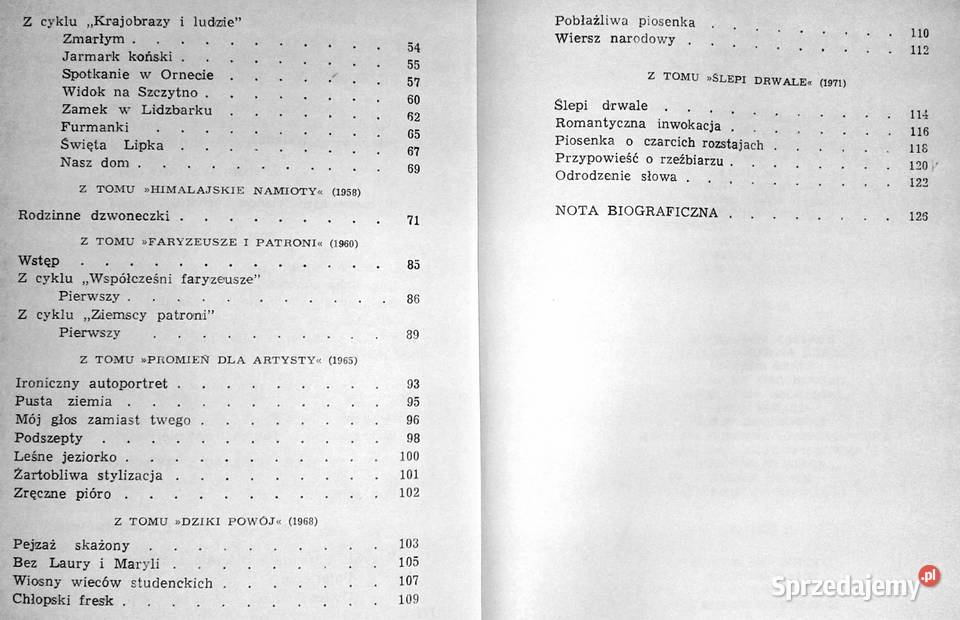 Z cyklu „Krajobrazy i ludzie”
Zmarłym . . . . . . . . . . . 54
Jarmark koński . . . . . . . . . 55
Spotkanie w Ornecie . . . . . . . 57
Widok na Szczytno . . . . . . . . 60
Zamek w Lidzbarku . . . . . . . 62
Furmanki . . . . . . . . . . 65
Święta Lipka . . . . . . . . . 67
Nasz dom . . . . . . . . . . 69
Z TOMU »HIMALAJSKIE NAMIOTY« (1958)
Rodzinne dzwoneczki . . . . . . . . . 71
Z TOMU »FARYZEUSZE I PATRONI« (1960)
Wstęp . . . . . . . . . . . . . 85
Z cyklu „Współcześni faryzeusze”
Pierwszy . . . . . . . . . . . 86
Z cyklu „Ziemscy patroni”
Pierwszy . . . . . . . . . . 89
Z TOMU »PROMIEŃ DLA ARTYSTY« (1965)
Ironiczny autoportret . . . . . . . . . 93
Pusta ziemia . . . . . . . . . . . 95
Mój głos zamiast twego . . . . . . . . 96
Podszepty . . . . . . . . . . . . 98
Leśne jeziorko . . . . . . . . . . . 100
Żartobliwa stylizacja . . . . . . . . . 101
Zręczne pióro . . . . . . . . . . . 102
Z TOMU »DZIKI POWÓJ« (1968)
Pejzaż skażony . . . . . . . . . . 103
Bez Laury i Maryli . . . . . . . . . 105
Wiosny wieców studenckich . . . . . . . 107
Chłopski fresk . . . . . . . . . . . 109
Pobłażliwa piosenka . . . . . . . . . 110
Wiersz narodowy . . . . . . . . . . 112
Z TOMU »ŚLEPI DRWALE« (1971)
Ślepi drwale . . . . . . . . . . . 114
Romantyczna inwokacja . . . . . . . . 116
Piosenka o czarcich rozstajach . . . . . . 118
Przypowieść o rzeźbiarzu . . . . . . . . 120
Odrodzenie słowa . . . . . . . . . . 122
NOTA BIOGRAFICZNA . . . . . . . . 126
Sprzedajemy .pl